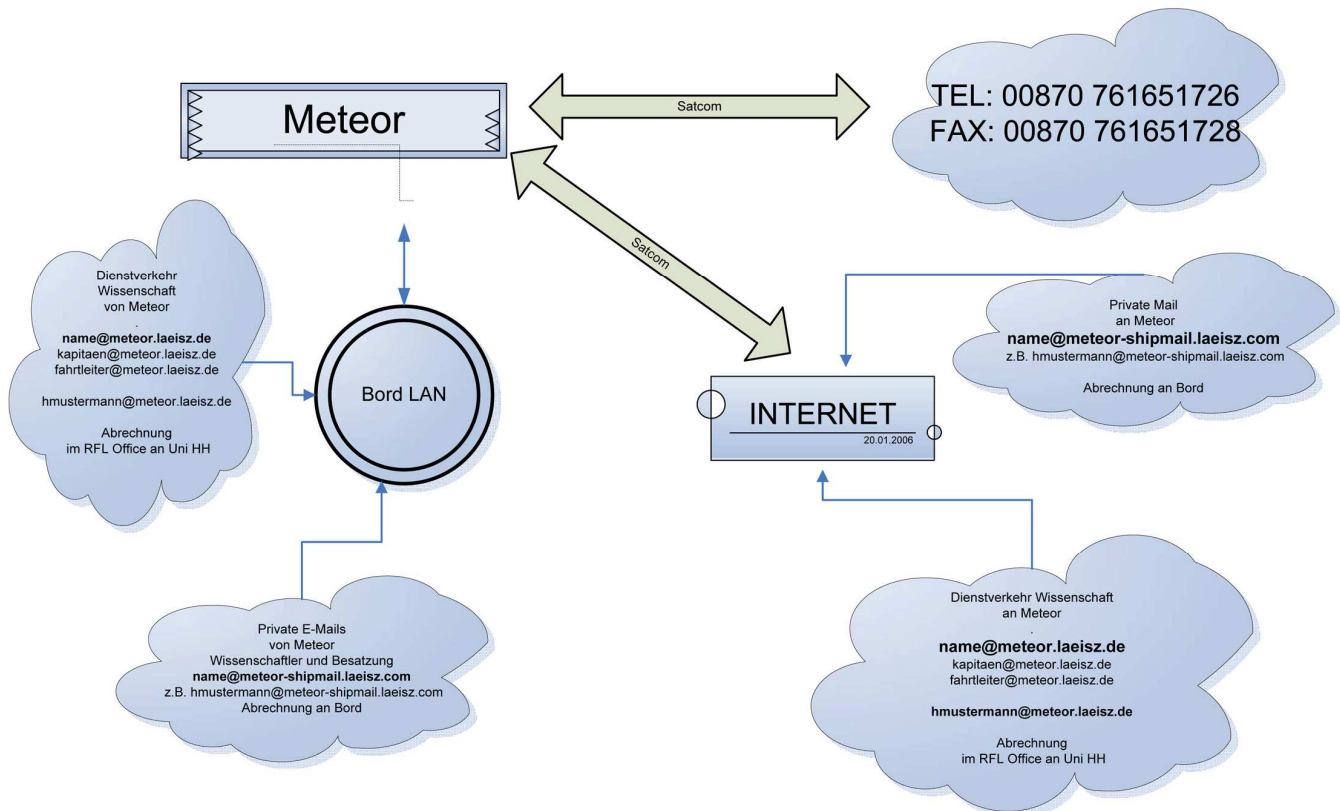 Meteor
Satcom
TEL: 00870 761651726
FAX: 00870 761651728
Satcom
Dienstverkehr
Wissenschaft
von Meteor
.
name@meteor.laeisz.de
kapitaen@meteor.laeisz.de
fahrtleiter@meteor.laeisz.de
hmustermann@meteor.laeisz.de
Abrechnung
im RFL Office an Uni HH
Bord LAN
Private Mail
an Meteor
name@meteor-shipmail.laeisz.com
z.B. hmustermann@meteor-shipmail.laeisz.com
Abrechnung an Bord
INTERNET
20.01.2006
Private E-Mails
von Meteor
Wissenschaftler und Besatzung
name@meteor-shipmail.laeisz.com
z.B. hmustermann@meteor-shipmail.laeisz.com
Abrechnung an Bord
Dienstverkehr Wissenschaft
an Meteor
.
name@meteor.laeisz.de
kapitaen@meteor.laeisz.de
fahrtleiter@meteor.laeisz.de
hmustermann@meteor.laeisz.de
Abrechnung
im RFL Office an Uni HH